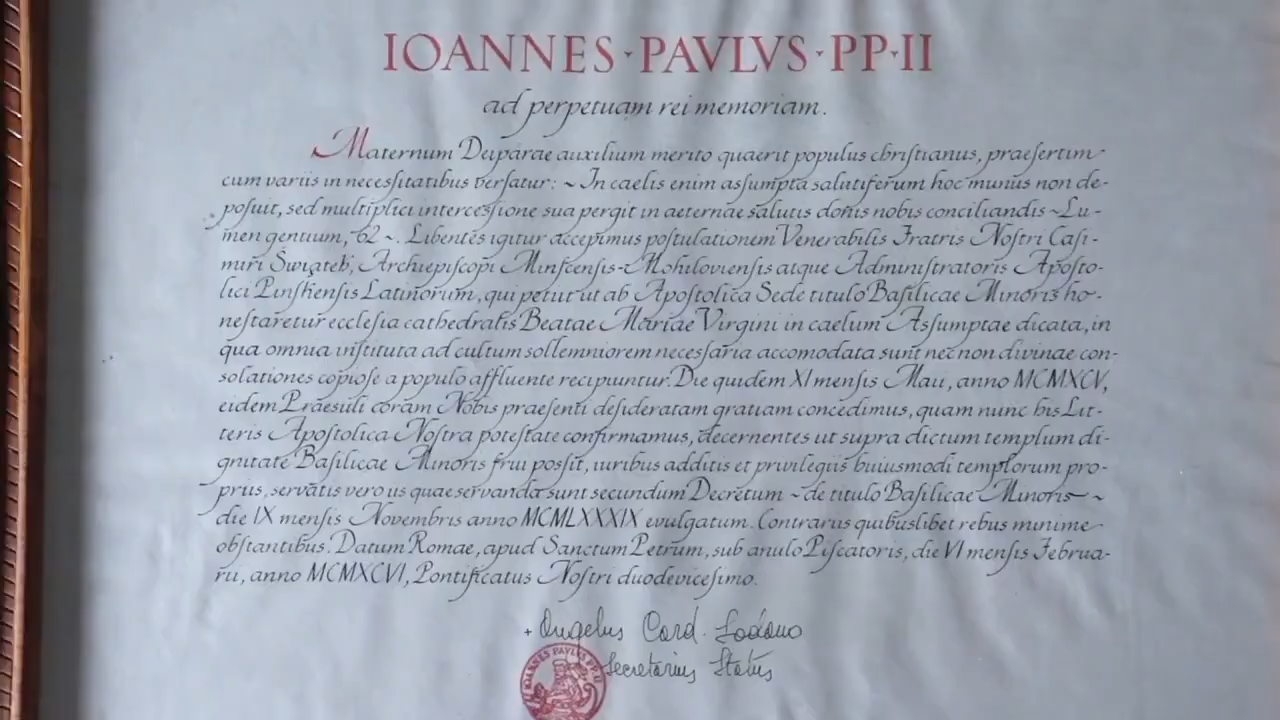 IOANNES · PAVLVS · PP · II
ad perpetuam rei memoriam.
Maternum Deiparae auxilium merito quaerit populus christianus, praesertim
cum variis in necessitatibus versatur: ~ In caelis enim assumpta salutiferum hoc munus non de-
posuit, sed multiplici intercessione sua pergit in aeternae salutis donis nobis conciliandis ~ Lu-
men gentium, 62 ~. Libentes igitur accepimus postulationem Venerabilis Fratris Nostri Casi-
miri Świątek, Archiepiscopi Minscensis-Mohiloviensis atque Administratoris Aposto-
lici Pinskensis Latinorum, qui petiit ut ab Apostolica Sede titulo Basilicae Minoris ho-
nestaretur ecclesia cathedralis Beatae Mariae Virgini in caelum Assumptae dicata, in
qua omnia instituta ad cultum sollemniorem necessaria accomodata sunt nec non divinae con-
solationes copiose a populo affluente recipiuntur. Die quidem XI mensis Maii, anno MCMXCV,
eidem Praesuli coram Nobis praesenti desideratam gratiam concedimus, quam nunc his Lit-
teris Apostolica Nostra potestate confirmamus, decernentes ut supra dictum templum di-
gnitate Basilicae Minoris frui possit, iuribus additis et privilegiis huiusmodi templorum pro-
priis, servatis vero iis quae servanda sunt secundum Decretum ~ de titulo Basilicae Minoris ~
die IX mensis Novembris anno MCMLXXXIX evulgatum. Contrariis quibuslibet rebus minime
obstantibus. Datum Romae, apud Sanctum Petrum, sub anulo Piscatoris, die VI mensis Februa-
rii, anno MCMXCVI, Pontificatus Nostri duodevicesimo.
+ Angelus Card. Sodano
Secretarius Status
IOANNES PAVLVS PP. II